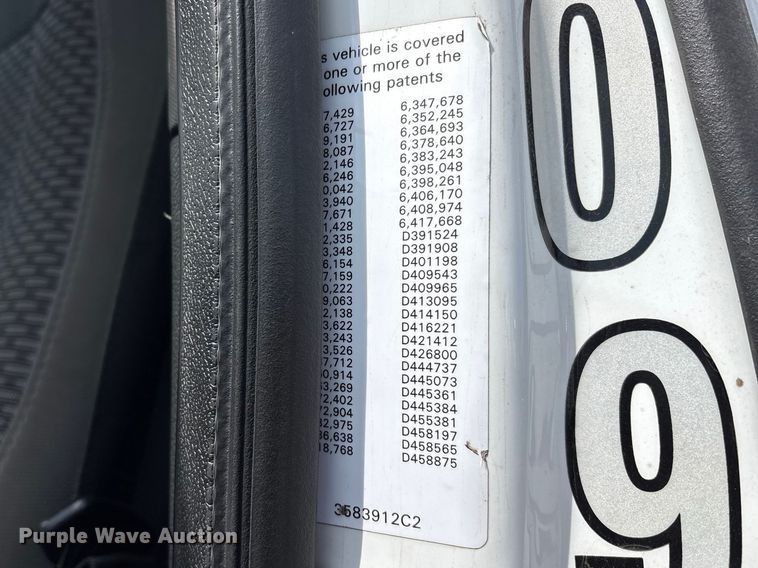 s vehicle is covered
one or more of the
ollowing patents
7,429 6,347,678
6,727 6,352,245
9,191 6,364,693
8,087 6,378,640
2,146 6,383,243
6,246 6,395,048
0,042 6,398,261
3,940 6,406,170
7,671 6,408,974
1,428 6,417,668
2,335 D391524
3,348 D391908
6,154 D401198
7,159 D409543
0,222 D409965
9,063 D413095
2,138 D414150
3,622 D416221
3,243 D421412
3,526 D426800
7,712 D444737
0,914 D445073
3,269 D445361
2,402 D445384
2,904 D455381
2,975 D458197
6,638 D458565
8,768 D458875
3583912C2
0
9
Purple Wave Auction